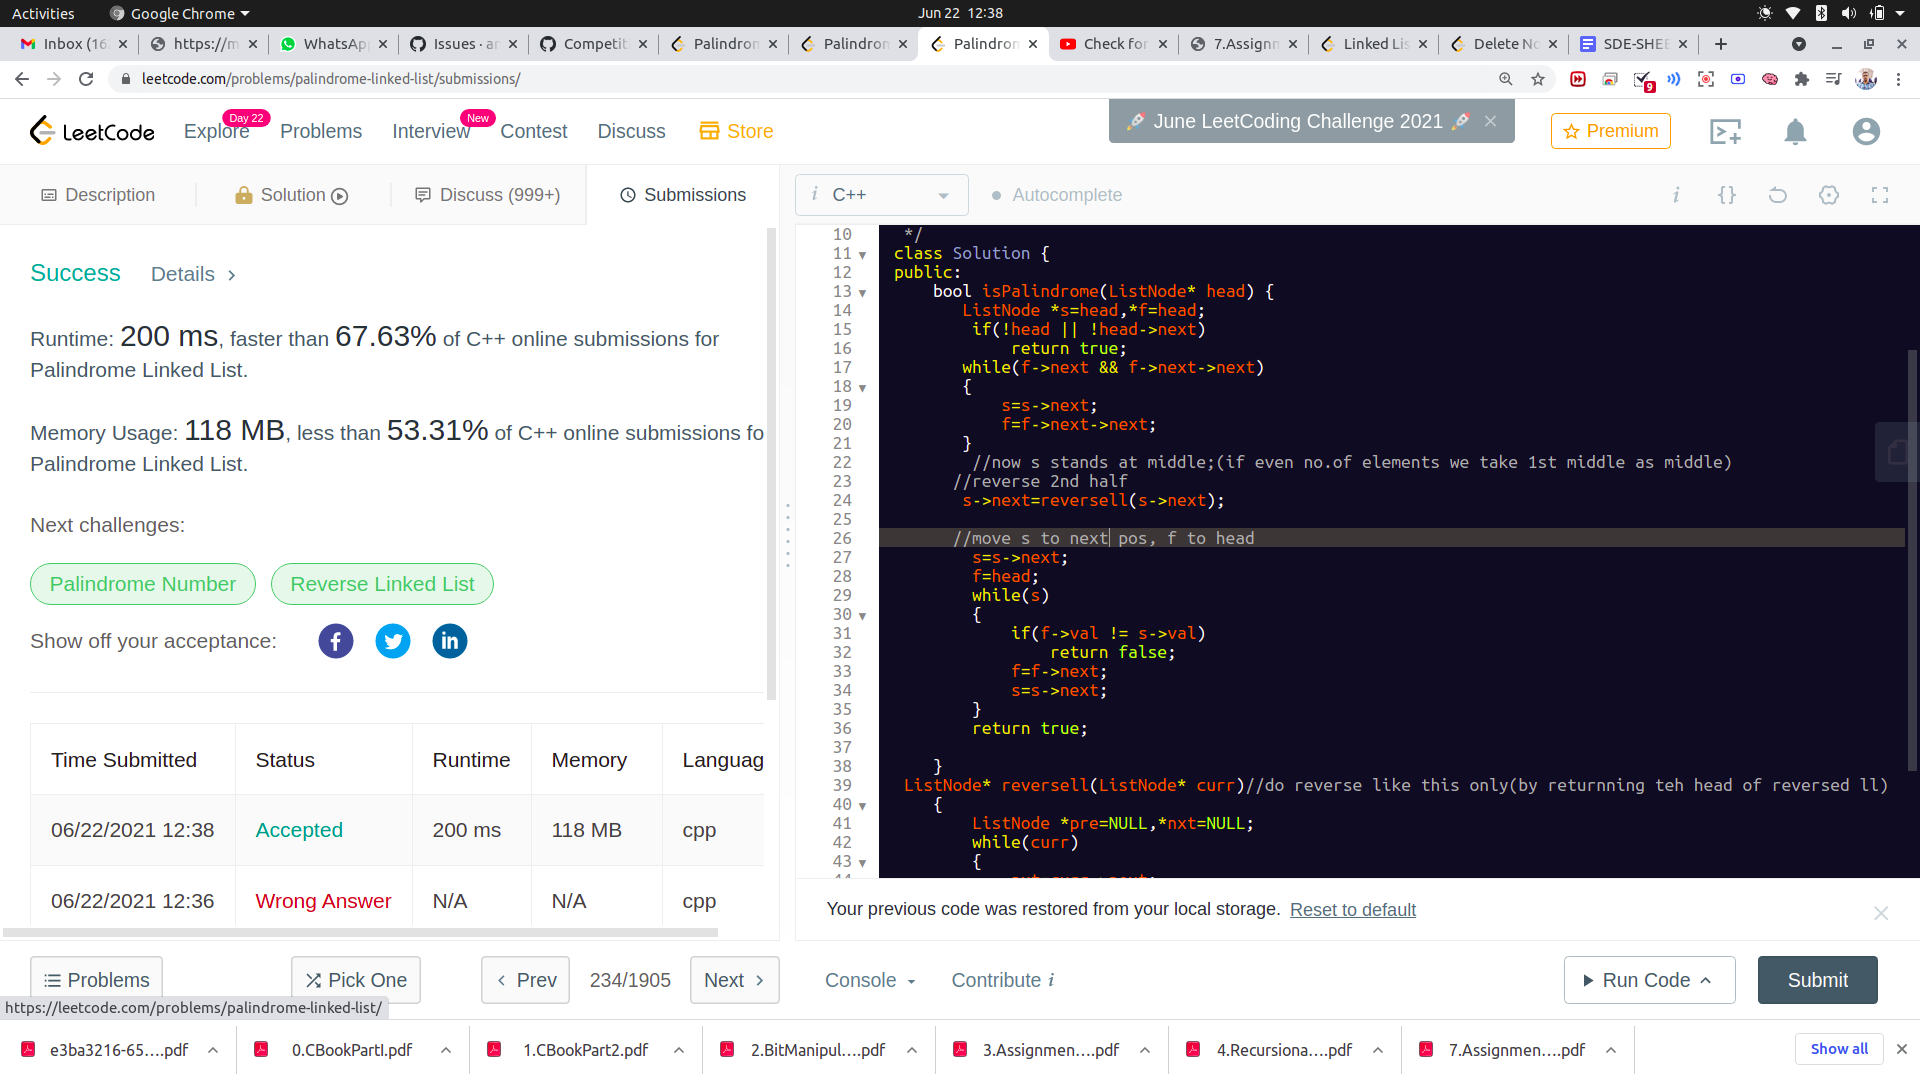 Activities
Google Chrome
Jun 22 12:38
Inbox (16
https://m
WhatsApp
Issues · ar
Competit
Palindrom
Palindrom
Palindrom
Check for
7.Assignm
Linked Lis
Delete No
SDE-SHEE
leetcode.com/problems/palindrome-linked-list/submissions/
9
LeetCode
Explore
Day 22
Problems
Interview
New
Contest
Discuss
Store
🚀 June LeetCoding Challenge 2021 🚀
Premium
Description
Solution
Discuss (999+)
Submissions
i C++
Autocomplete
i
{}
Success
Details
Runtime: 200 ms, faster than 67.63% of C++ online submissions for
Palindrome Linked List.
Memory Usage: 118 MB, less than 53.31% of C++ online submissions fo
Palindrome Linked List.
Next challenges:
Palindrome Number
Reverse Linked List
Show off your acceptance:
Time Submitted Status Runtime Memory Languag
06/22/2021 12:38 Accepted 200 ms 118 MB cpp
06/22/2021 12:36 Wrong Answer N/A N/A cpp
10 */
11 class Solution {
12 public:
13 bool isPalindrome(ListNode* head) {
14 ListNode *s=head,*f=head;
15 if(!head || !head->next)
16 return true;
17 while(f->next && f->next->next)
18 {
19 s=s->next;
20 f=f->next->next;
21 }
22 //now s stands at middle;(if even no.of elements we take 1st middle as middle)
23 //reverse 2nd half
24 s->next=reversell(s->next);
25
26 //move s to next pos, f to head
27 s=s->next;
28 f=head;
29 while(s)
30 {
31 if(f->val != s->val)
32 return false;
33 f=f->next;
34 s=s->next;
35 }
36 return true;
37
38 }
39 ListNode* reversell(ListNode* curr)//do reverse like this only(by returnning teh head of reversed ll)
40 {
41 ListNode *pre=NULL,*nxt=NULL;
42 while(curr)
43 {
Your previous code was restored from your local storage. Reset to default
Problems
Pick One
Prev
234/1905
Next
Console
Contribute i
Run Code
Submit
https://leetcode.com/problems/palindrome-linked-list/
e3ba3216-65....pdf
0.CBookPartI.pdf
1.CBookPart2.pdf
2.BitManipul....pdf
3.Assignmen....pdf
4.Recursiona....pdf
7.Assignmen....pdf
Show all